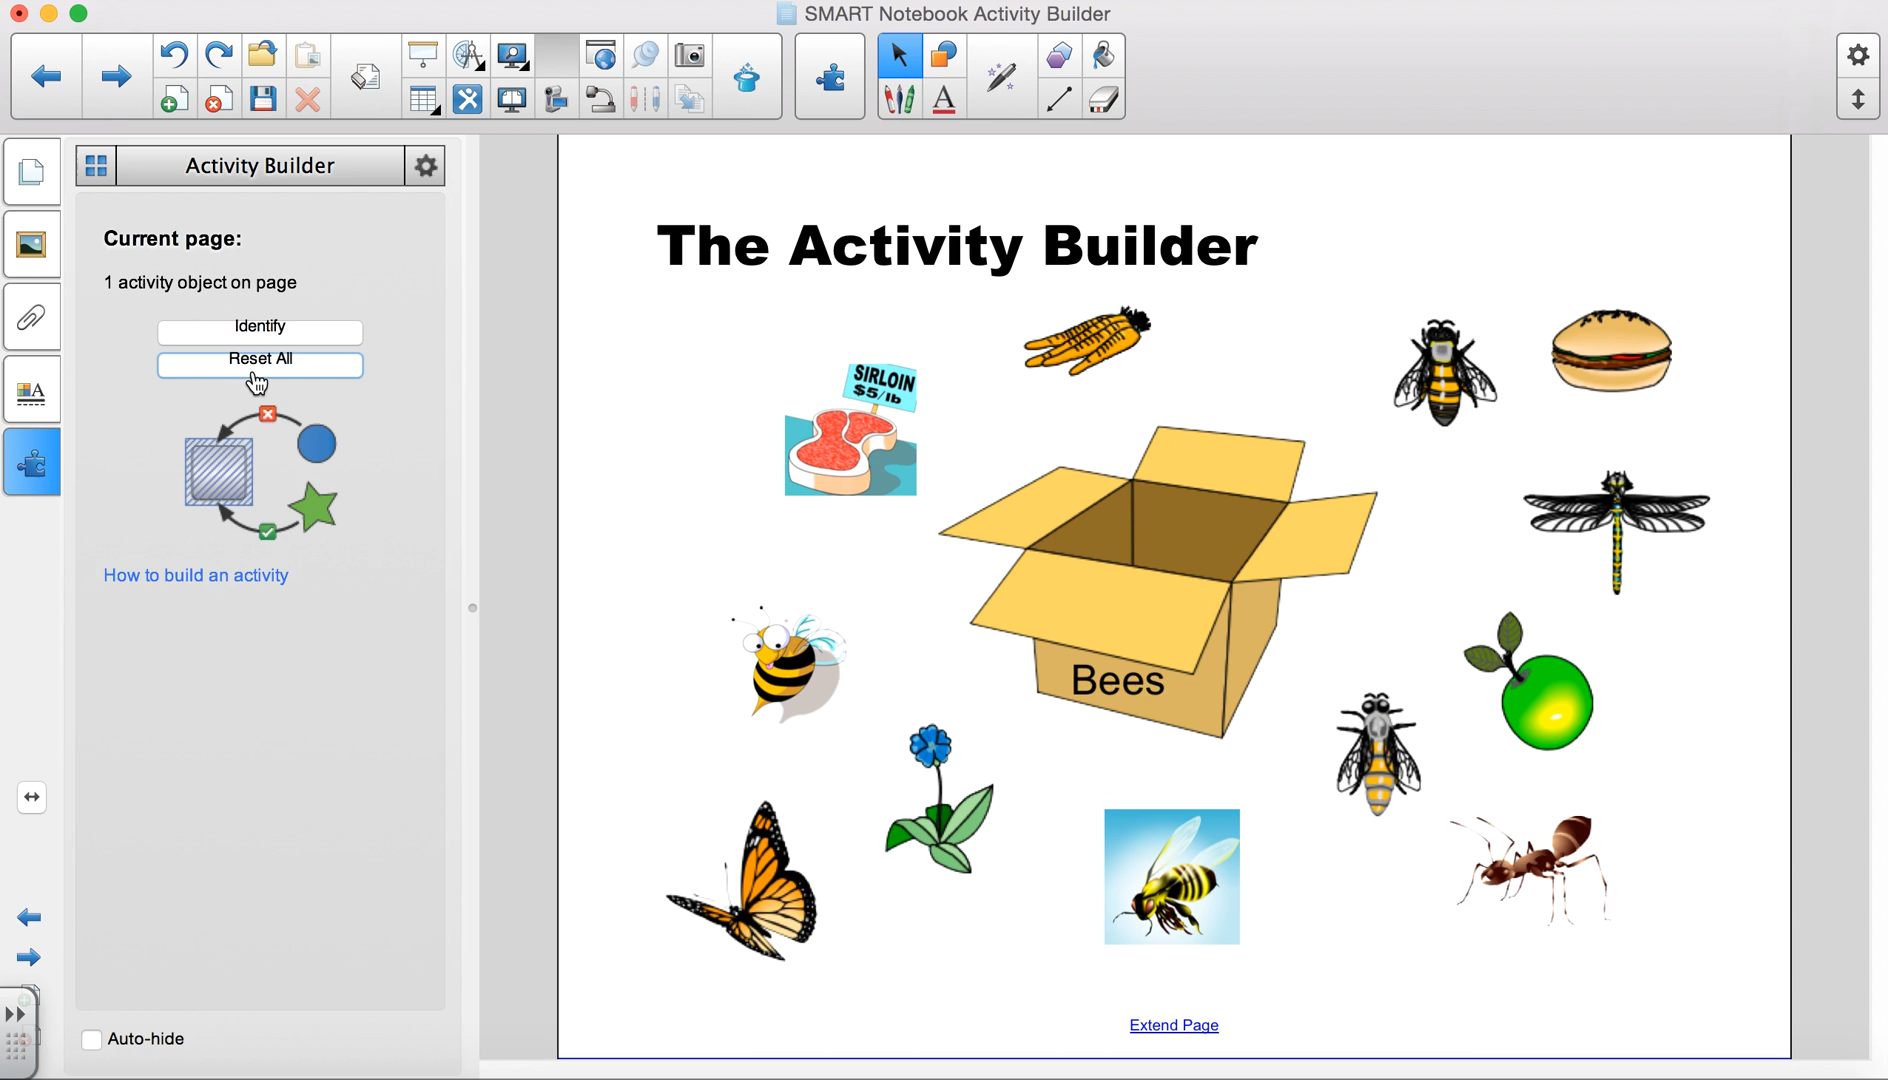 SMART Notebook Activity Builder
A
Activity Builder
A
Current page:
1 activity object on page
Identify
Reset All
How to build an activity
Auto-hide
The Activity Builder
SIRLOIN
$5/lb
Bees
Extend Page